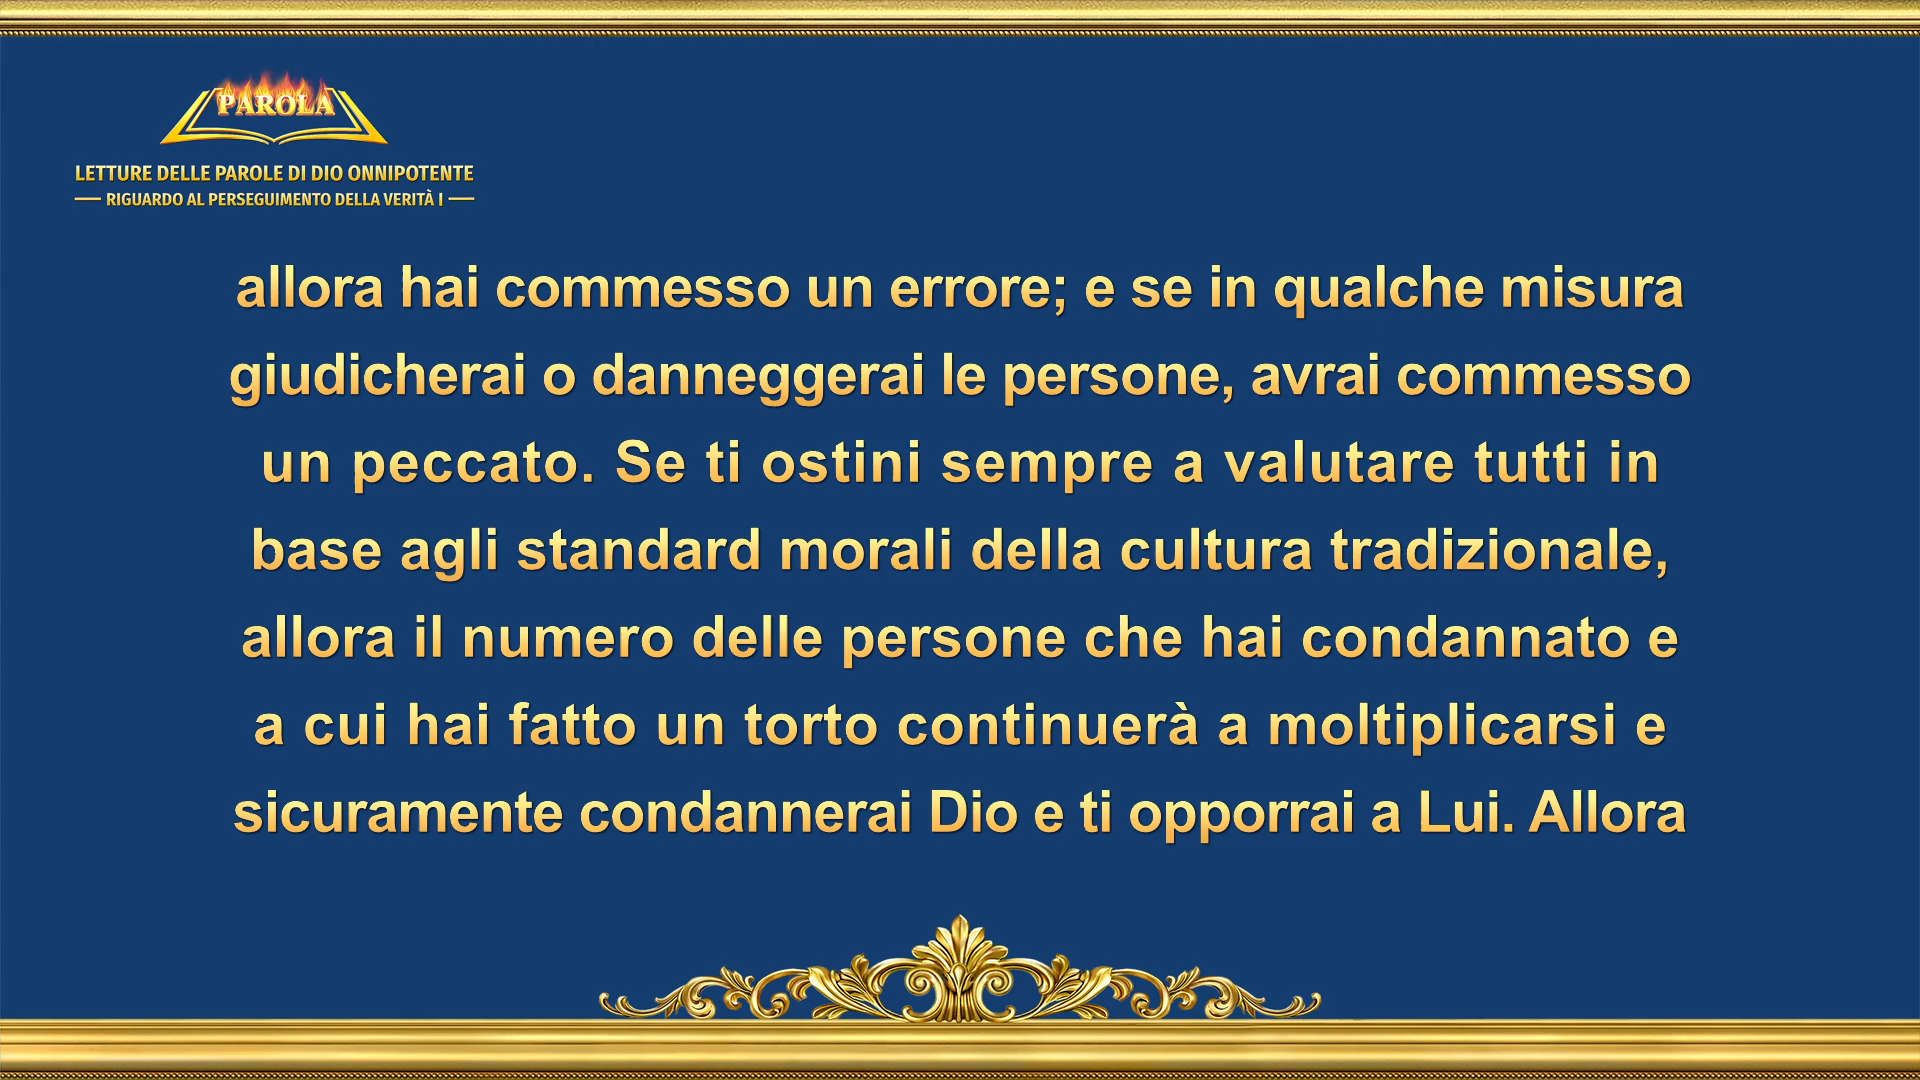 PAROLA
LETTURE DELLE PAROLE DI DIO ONNIPOTENTE
RIGUARDO AL PERSEGUIMENTO DELLA VERITÀ I
allora hai commesso un errore; e se in qualche misura
giudicherai o danneggerai le persone, avrai commesso
un peccato. Se ti ostini sempre a valutare tutti in
base agli standard morali della cultura tradizionale,
allora il numero delle persone che hai condannato e
a cui hai fatto un torto continuerà a moltiplicarsi e
sicuramente condannerai Dio e ti opporrai a Lui. Allora